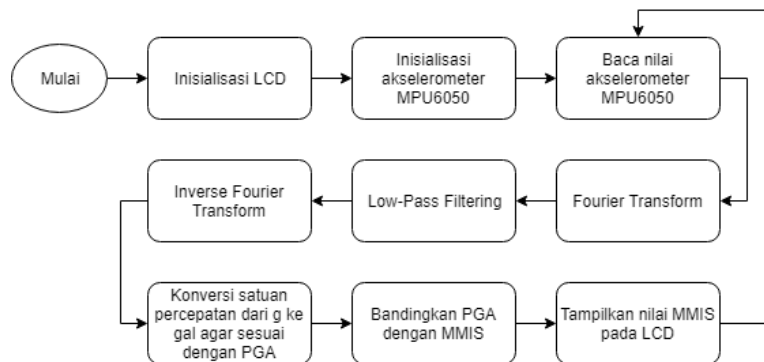 Mulai
Inisialisasi LCD
Inisialisasi
akselerometer
MPU6050
Baca nilai
akselerometer
MPU6050
Inverse Fourier
Transform
Low-Pass Filtering
Fourier Transform
Konversi satuan
percepatan dari g ke
gal agar sesuai
dengan PGA
Bandingkan PGA
dengan MMIS
Tampilkan nilai MMIS
pada LCD